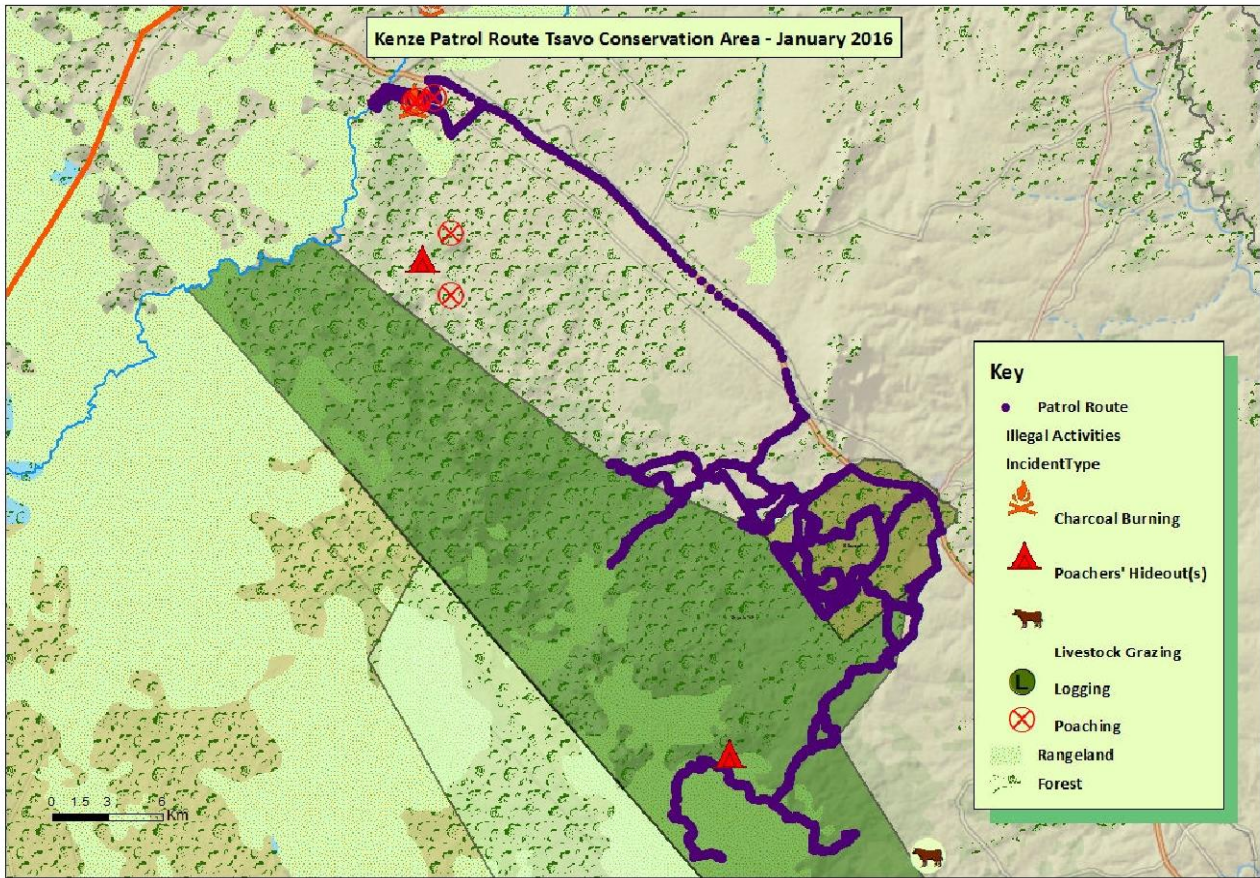 Kenze Patrol Route Tsavo Conservation Area - January 2016
Key
Patrol Route
Illegal Activities
IncidentType
Charcoal Burning
Poachers' Hideout(s)
Livestock Grazing
L
Logging
Poaching
Rangeland
Forest
0 1.5 3 6
Km